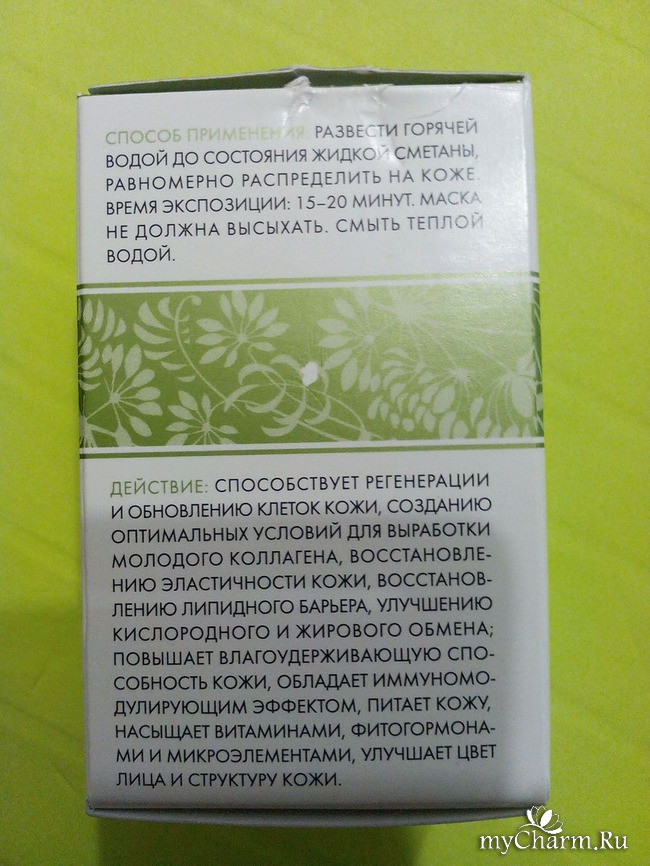 СПОСОБ ПРИМЕНЕНИЯ: РАЗВЕСТИ ГОРЯЧЕЙ
ВОДОЙ ДО СОСТОЯНИЯ ЖИДКОЙ СМЕТАНЫ,
РАВНОМЕРНО РАСПРЕДЕЛИТЬ НА КОЖЕ.
ВРЕМЯ ЭКСПОЗИЦИИ: 15–20 МИНУТ. МАСКА
НЕ ДОЛЖНА ВЫСЫХАТЬ. СМЫТЬ ТЕПЛОЙ
ВОДОЙ.
ДЕЙСТВИЕ: СПОСОБСТВУЕТ РЕГЕНЕРАЦИИ
И ОБНОВЛЕНИЮ КЛЕТОК КОЖИ, СОЗДАНИЮ
ОПТИМАЛЬНЫХ УСЛОВИЙ ДЛЯ ВЫРАБОТКИ
МОЛОДОГО КОЛЛАГЕНА, ВОССТАНОВЛЕ-
НИЮ ЭЛАСТИЧНОСТИ КОЖИ, ВОССТАНОВ-
ЛЕНИЮ ЛИПИДНОГО БАРЬЕРА, УЛУЧШЕНИЮ
КИСЛОРОДНОГО И ЖИРОВОГО ОБМЕНА;
ПОВЫШАЕТ ВЛАГОУДЕРЖИВАЮЩУЮ СПО-
СОБНОСТЬ КОЖИ, ОБЛАДАЕТ ИММУНОМО-
ДУЛИРУЮЩИМ ЭФФЕКТОМ, ПИТАЕТ КОЖУ,
НАСЫЩАЕТ ВИТАМИНАМИ, ФИТОГОРМОНА-
МИ И МИКРОЭЛЕМЕНТАМИ, УЛУЧШАЕТ ЦВЕТ
ЛИЦА И СТРУКТУРУ КОЖИ.
myCharm.Ru